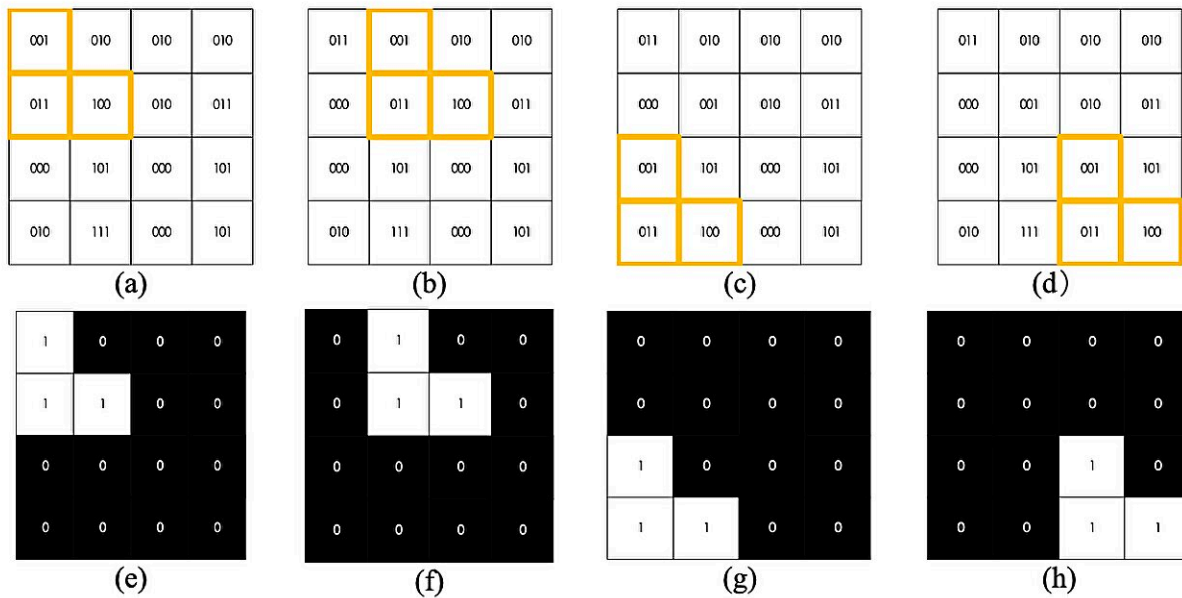 001 010 010 010
011 100 010 011
000 101 000 101
010 111 000 101
(a)
011 001 010 010
000 011 100 011
000 101 000 101
010 111 000 101
(b)
011 010 010 010
000 001 010 011
001 101 000 101
011 100 000 101
(c)
011 010 010 010
000 001 010 011
000 101 001 101
010 111 011 100
(d)
1 0 0 0
1 1 0 0
0 0 0 0
0 0 0 0
(e)
0 1 0 0
0 1 1 0
0 0 0 0
0 0 0 0
(f)
0 0 0 0
0 0 0 0
1 0 0 0
1 1 0 0
(g)
0 0 0 0
0 0 0 0
0 0 1 0
0 0 1 1
(h)